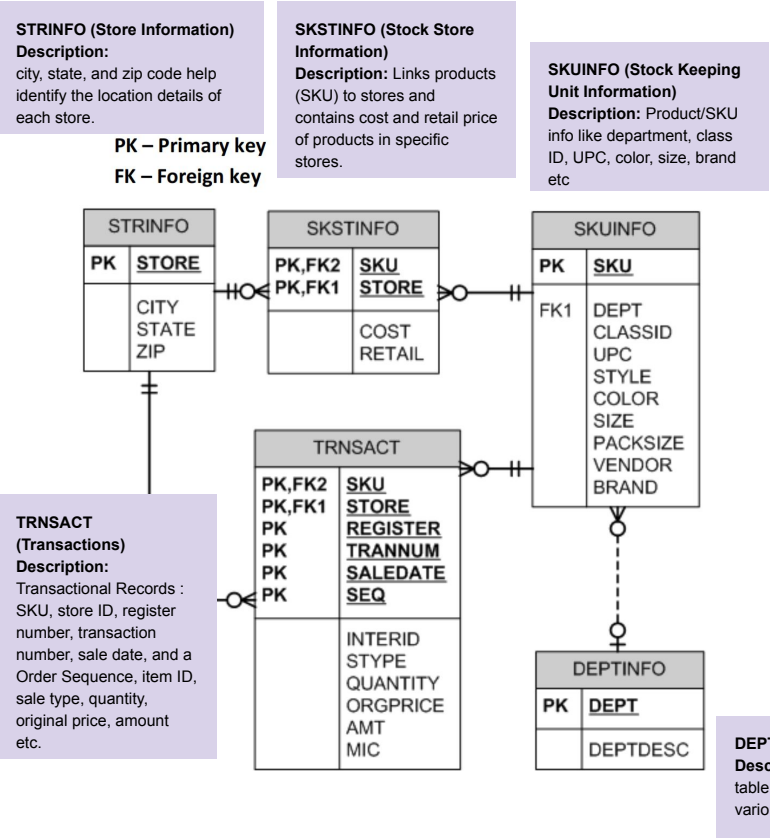 STRINFO (Store Information)
Description:
city, state, and zip code help
identify the location details of
each store.
SKSTINFO (Stock Store
Information)
Description: Links products
(SKU) to stores and
contains cost and retail price
of products in specific
stores.
SKUINFO (Stock Keeping
Unit Information)
Description: Product/SKU
info like department, class
ID, UPC, color, size, brand
etc
PK – Primary key
FK – Foreign key
STRINFO
PK STORE
CITY
STATE
ZIP
SKSTINFO
PK,FK2 SKU
PK,FK1 STORE
COST
RETAIL
SKUINFO
PK SKU
FK1 DEPT
CLASSID
UPC
STYLE
COLOR
SIZE
PACKSIZE
VENDOR
BRAND
TRNSACT
PK,FK2 SKU
PK,FK1 STORE
PK REGISTER
PK TRANNUM
PK SALEDATE
PK SEQ
INTERID
STYPE
QUANTITY
ORGPRICE
AMT
MIC
TRNSACT
(Transactions)
Description:
Transactional Records :
SKU, store ID, register
number, transaction
number, sale date, and a
Order Sequence, item ID,
sale type, quantity,
original price, amount
etc.
DEPTINFO
PK DEPT
DEPTDESC
table